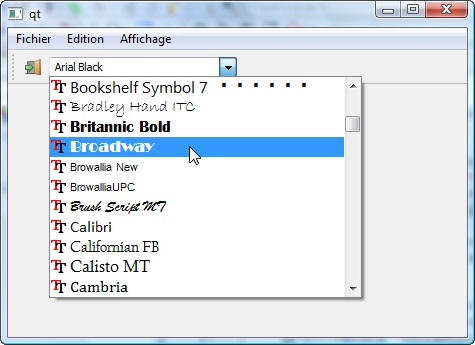 qt
Fichier Edition Affichage
Arial Black
Bookshelf Symbol 7
Bradley Hand ITC
Britannic Bold
Broadway
Browallia New
BrowalliaUPC
Brush Script MT
Calibri
Californian FB
Calisto MT
Cambria